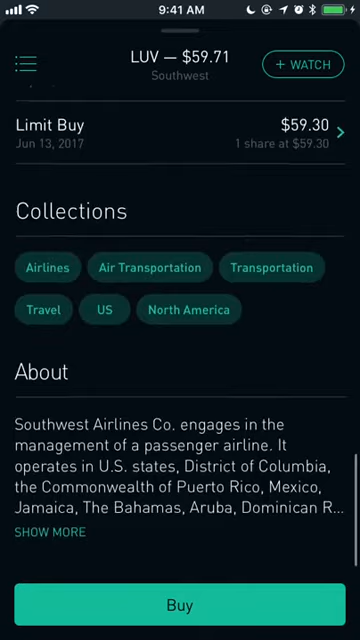 9:41 AM
LUV — $59.71
Southwest
+ WATCH
Limit Buy
$59.30
Jun 13, 2017
1 share at $59.30
Collections
Airlines
Air Transportation
Transportation
Travel
US
North America
About
Southwest Airlines Co. engages in the
management of a passenger airline. It
operates in U.S. states, District of Columbia,
the Commonwealth of Puerto Rico, Mexico,
Jamaica, The Bahamas, Aruba, Dominican R...
SHOW MORE
Buy